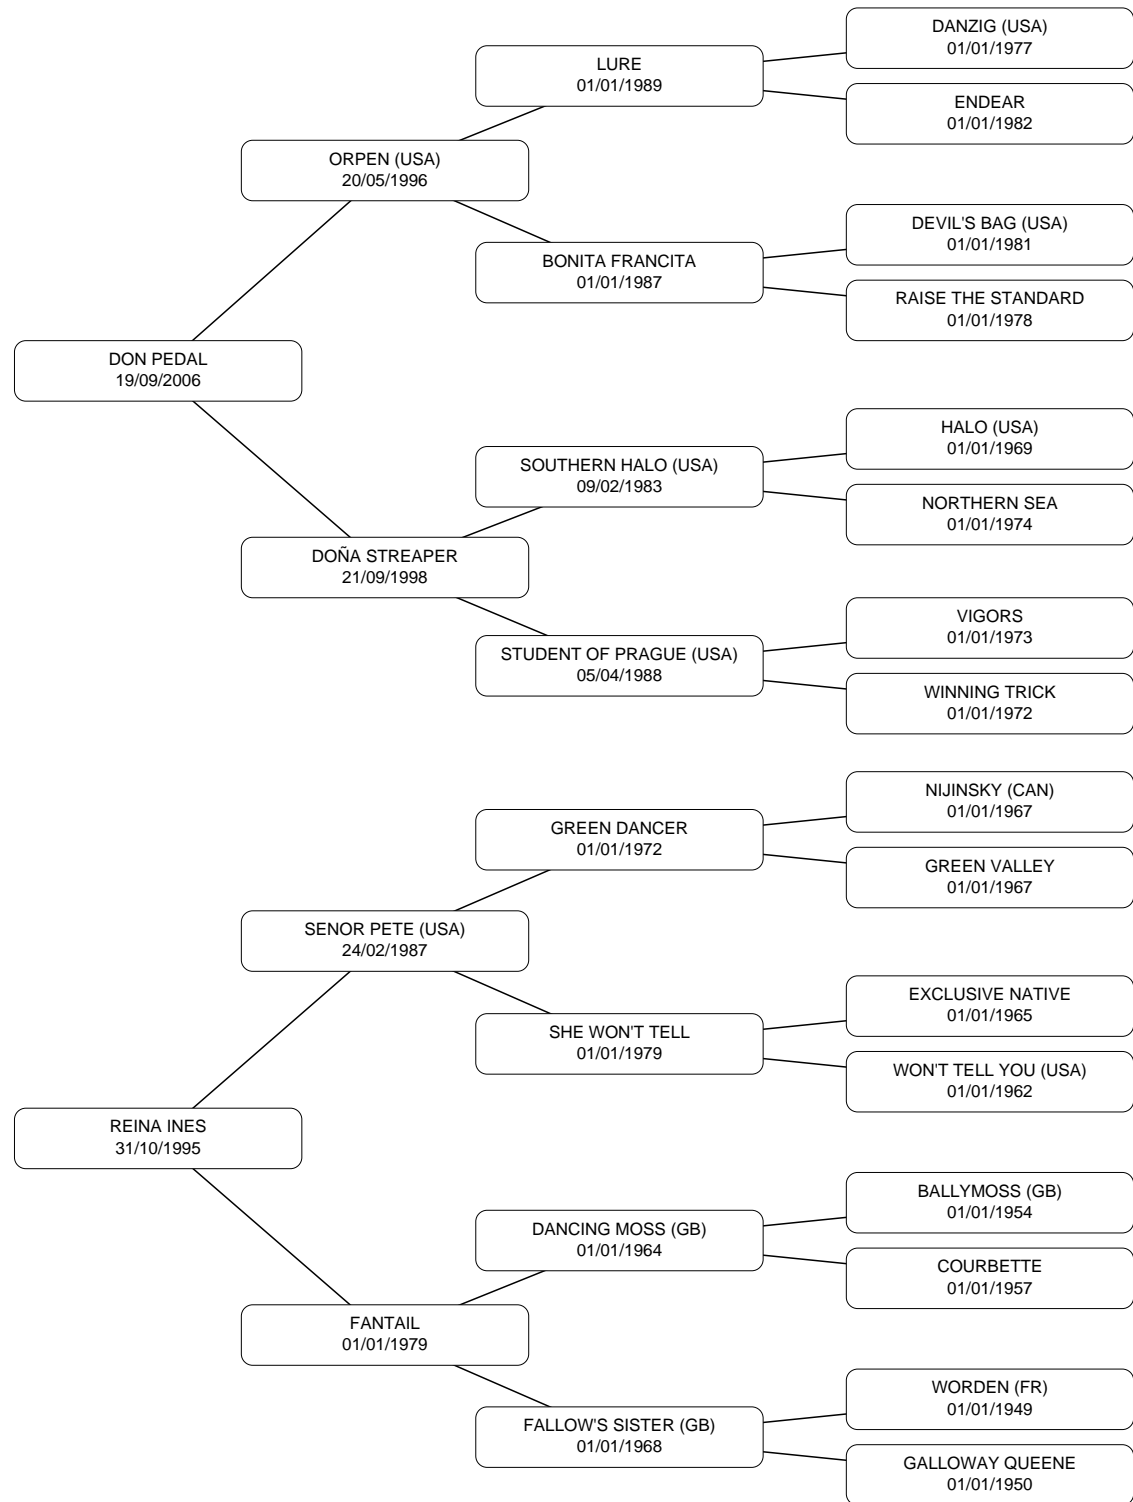 DANZIG (USA)
01/01/1977
LURE
01/01/1989
ENDEAR
01/01/1982
ORPEN (USA)
20/05/1996
DEVIL'S BAG (USA)
01/01/1981
BONITA FRANCITA
01/01/1987
RAISE THE STANDARD
01/01/1978
DON PEDAL
19/09/2006
HALO (USA)
01/01/1969
SOUTHERN HALO (USA)
09/02/1983
NORTHERN SEA
01/01/1974
DOÑA STREAPER
21/09/1998
VIGORS
01/01/1973
STUDENT OF PRAGUE (USA)
05/04/1988
WINNING TRICK
01/01/1972
NIJINSKY (CAN)
01/01/1967
GREEN DANCER
01/01/1972
GREEN VALLEY
01/01/1967
SENOR PETE (USA)
24/02/1987
EXCLUSIVE NATIVE
01/01/1965
SHE WON'T TELL
01/01/1979
WON'T TELL YOU (USA)
01/01/1962
REINA INES
31/10/1995
BALLYMOSS (GB)
01/01/1954
DANCING MOSS (GB)
01/01/1964
COURBETTE
01/01/1957
FANTAIL
01/01/1979
WORDEN (FR)
01/01/1949
FALLOW'S SISTER (GB)
01/01/1968
GALLOWAY QUEENE
01/01/1950